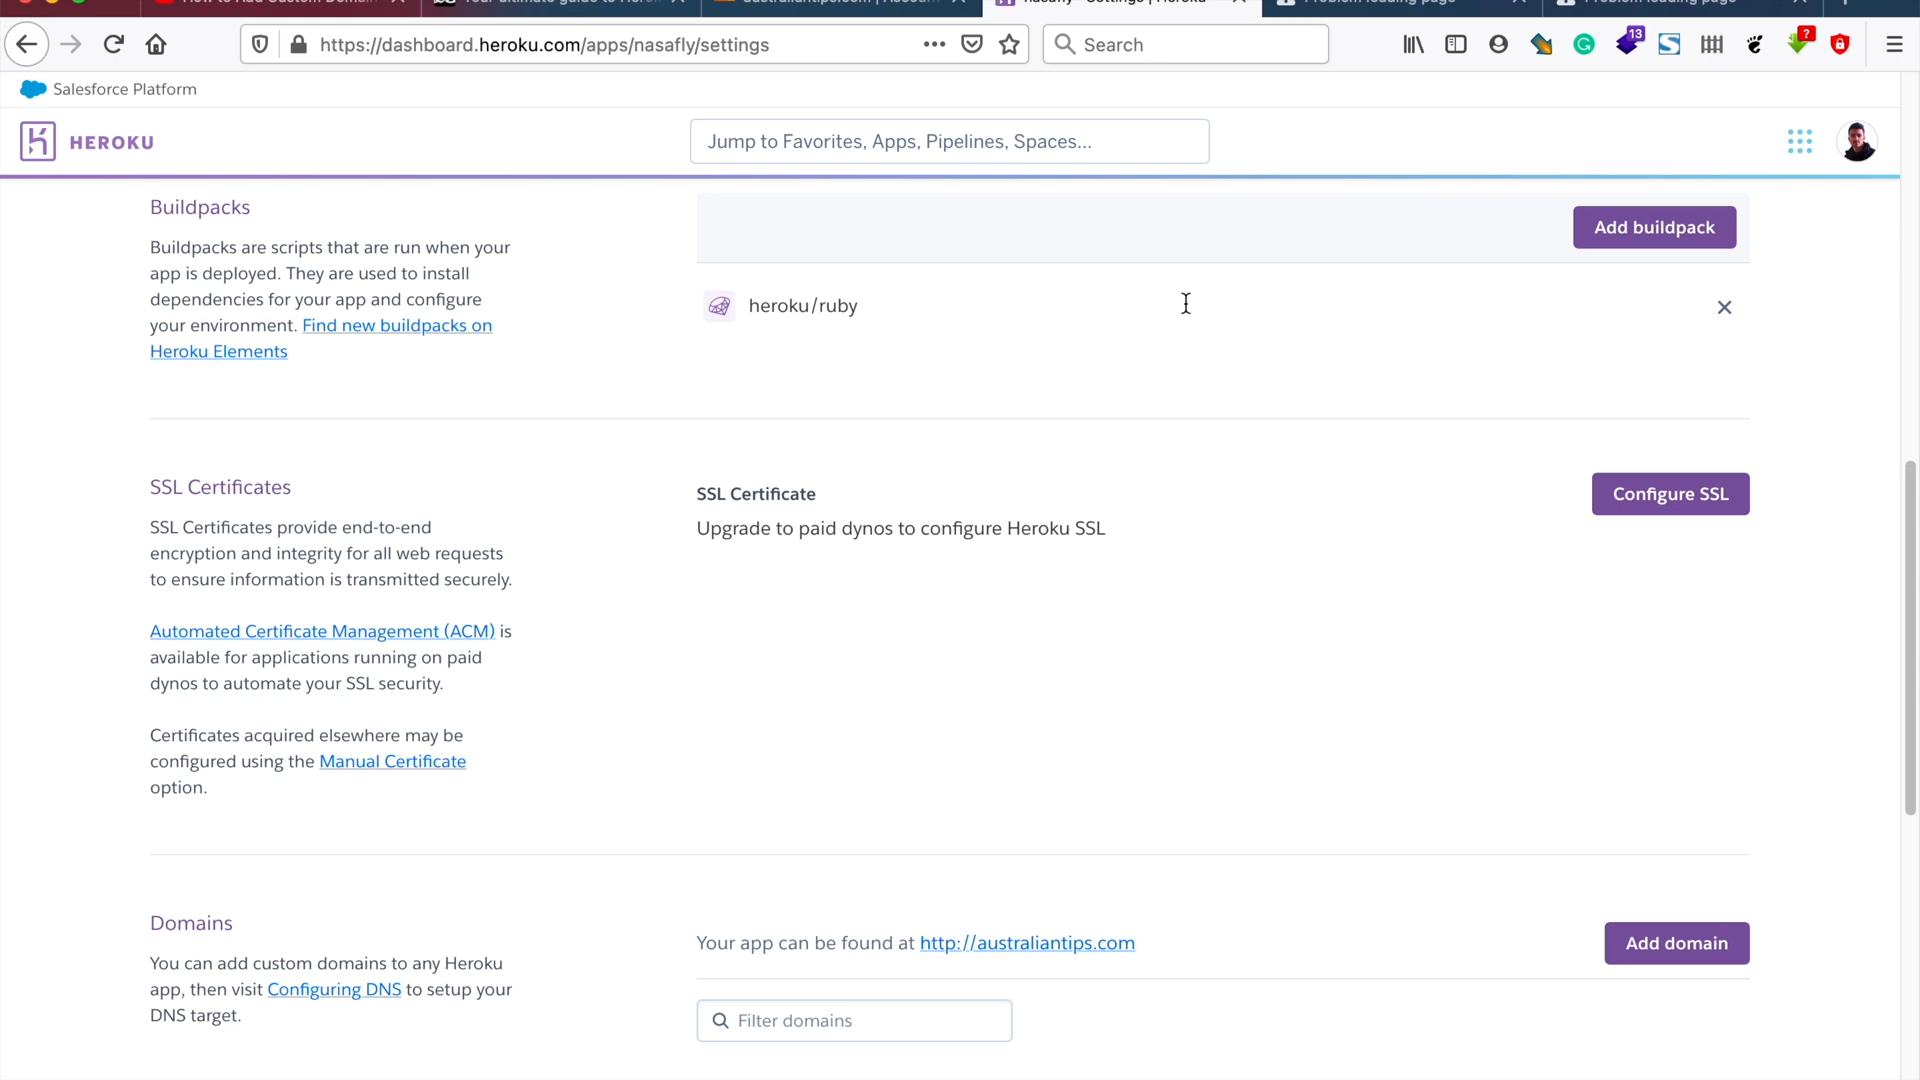 https://dashboard.heroku.com/apps/nasafly/settings
Search
13
?
Salesforce Platform
HEROKU
Jump to Favorites, Apps, Pipelines, Spaces...
Buildpacks
Buildpacks are scripts that are run when your
app is deployed. They are used to install
dependencies for your app and configure
your environment. Find new buildpacks on
Heroku Elements
Add buildpack
heroku/ruby
SSL Certificates
SSL Certificates provide end-to-end
encryption and integrity for all web requests
to ensure information is transmitted securely.
Automated Certificate Management (ACM) is
available for applications running on paid
dynos to automate your SSL security.
Certificates acquired elsewhere may be
configured using the Manual Certificate
option.
SSL Certificate
Upgrade to paid dynos to configure Heroku SSL
Configure SSL
Domains
You can add custom domains to any Heroku
app, then visit Configuring DNS to setup your
DNS target.
Your app can be found at http://australiantips.com
Add domain
Filter domains